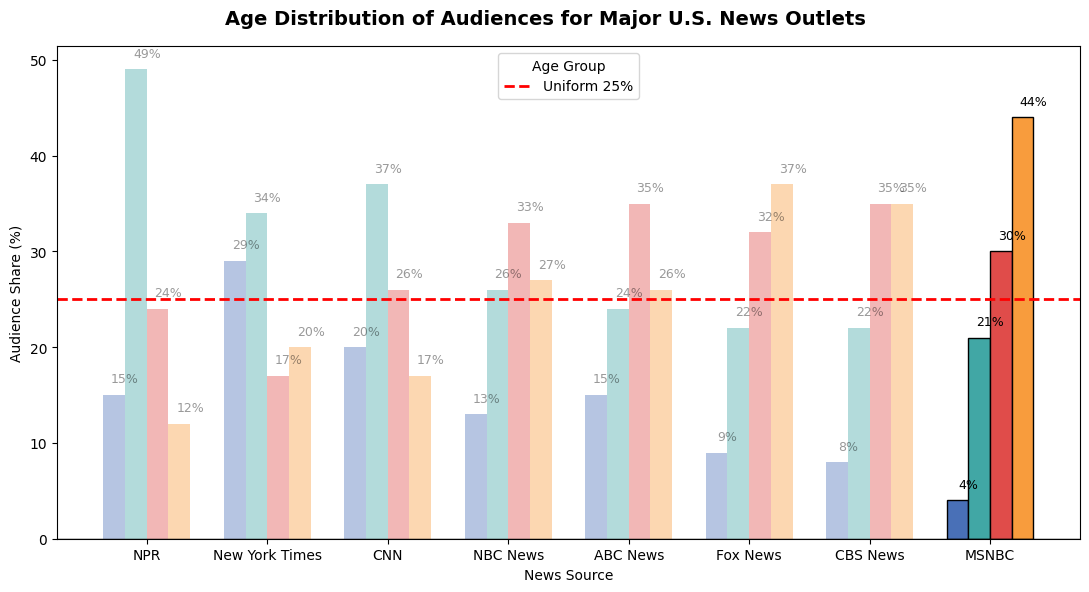 Age Distribution of Audiences for Major U.S. News Outlets
Audience Share (%)
50
40
30
20
10
0
Age Group
Uniform 25%
15%
49%
24%
12%
29%
34%
17%
20%
20%
37%
26%
17%
13%
26%
33%
27%
15%
24%
35%
26%
9%
22%
32%
37%
8%
22%
35%
35%
4%
21%
30%
44%
NPR
New York Times
CNN
NBC News
ABC News
Fox News
CBS News
MSNBC
News Source